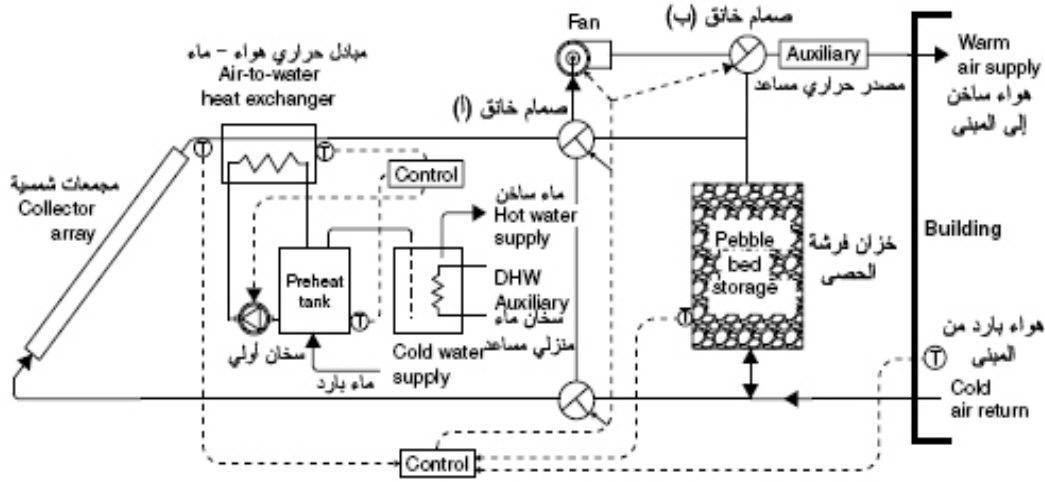 صمام خانق (ب)
Fan
Auxiliary
مصدر حراري مساعد
Warm
air supply
هواء ساخن
إلى المبنى
مبادل حراري هواء - ماء
Air-to-water
heat exchanger
صمام خانق (أ)
T
T
Control
مجمعات شمسية
Collector
array
ماء ساخن
Hot water
supply
Preheat
tank
T
DHW
Auxiliary
سخان ماء
منزلي مساعد
سخان أولي
Cold water
supply
ماء بارد
Pebble
bed
storage
خزان فرشة
الحصى
T
Building
هواء بارد من
المبنى
T
Cold
air return
Control